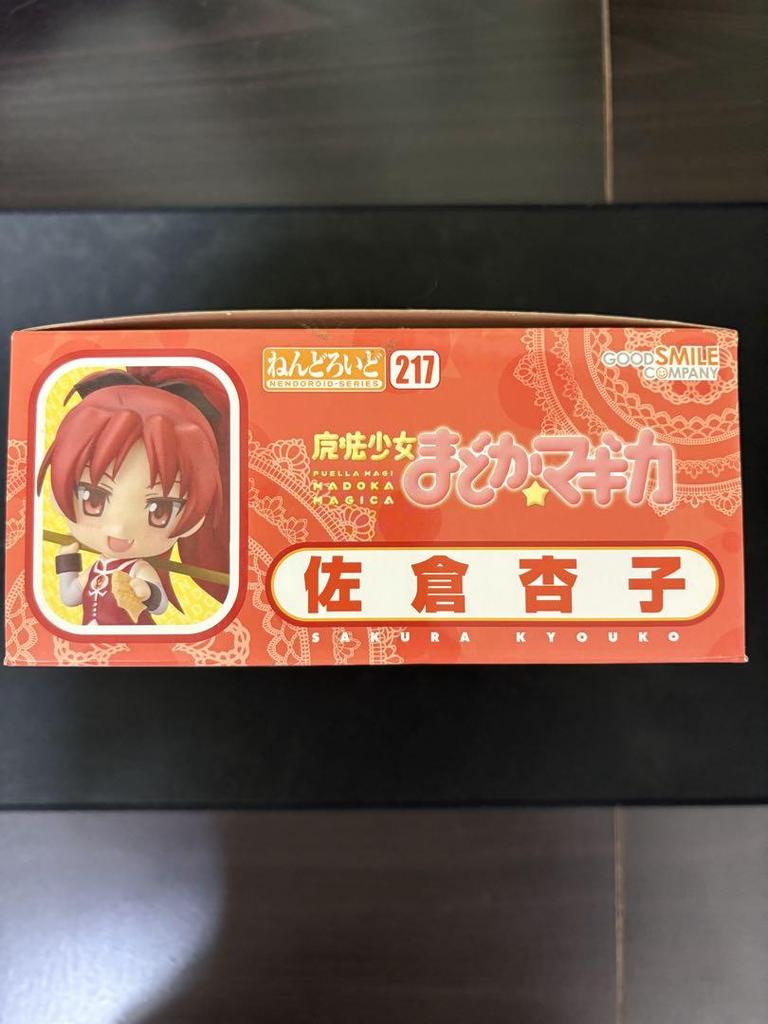 ねんどろいど
NENDOROID-SERIES
217
GOOD SMILE
COMPANY
魔法少女
PUELLA MAGI
MADOKA
MAGICA
まどか★マギカ
佐倉杏子
SAKURA KYOUKO